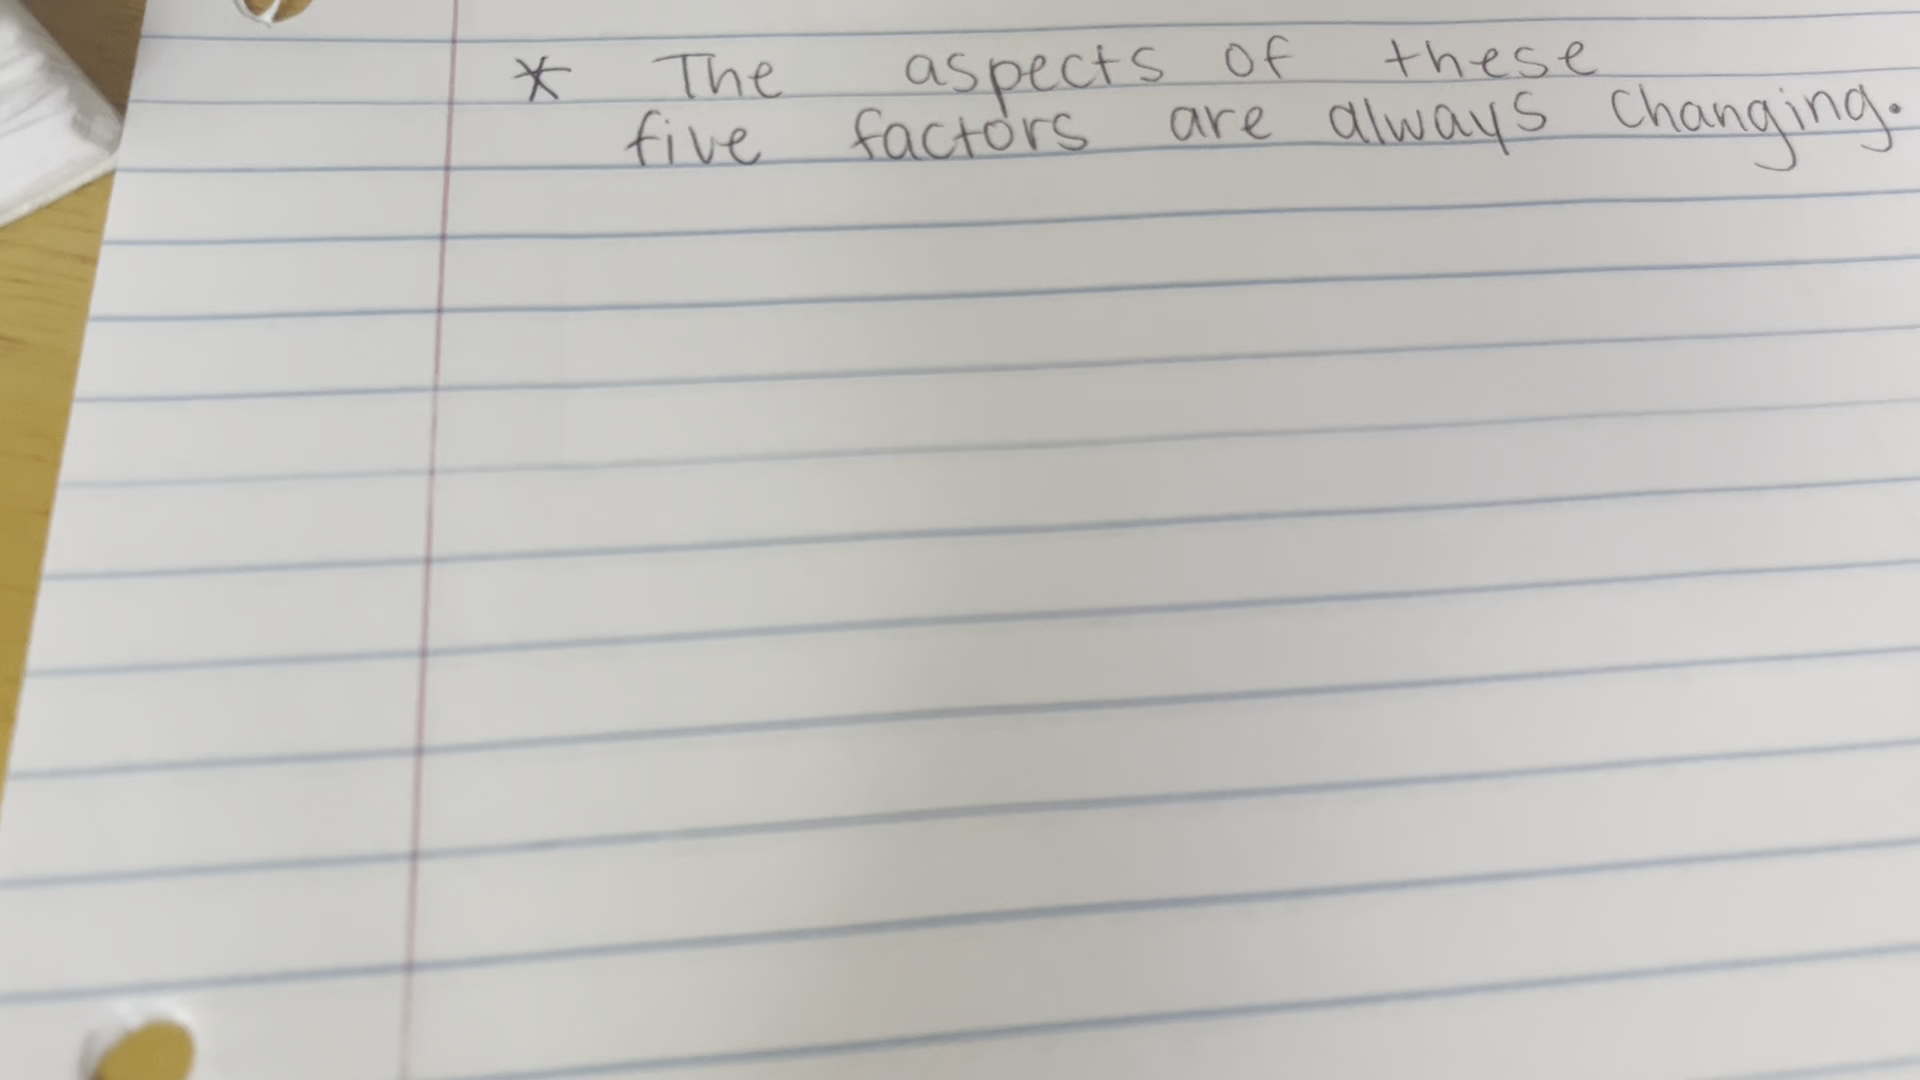 * The aspects of these
five factors are always changing.